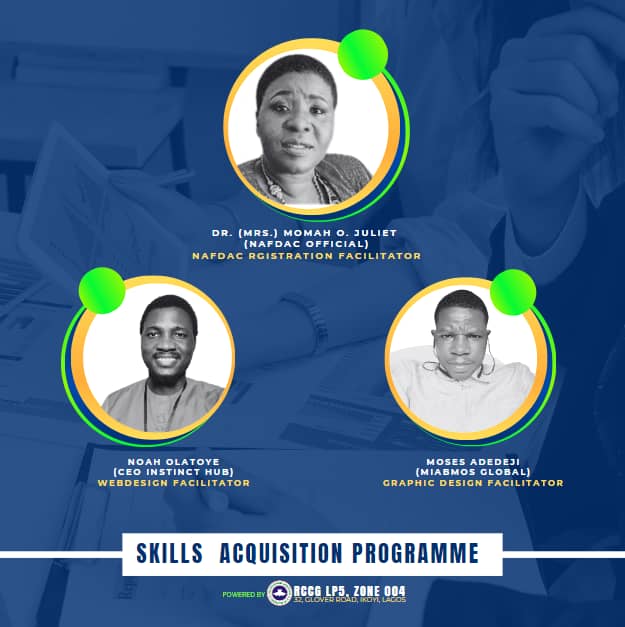 DR. (MRS.) MOMAH O. JULIET
(NAFDAC OFFICIAL)
NAFDAC RGISTRATION FACILITATOR
NOAH OLATOYE
(CEO INSTINCT HUB)
WEBDESIGN FACILITATOR
MOSES ADEDEJI
(MIABMOS GLOBAL)
GRAPHIC DESIGN FACILITATOR
SKILLS ACQUISITION PROGRAMME
POWERED BY RCCG LP5, ZONE 004
32, GLOVER ROAD, IKOYI, LAGOS